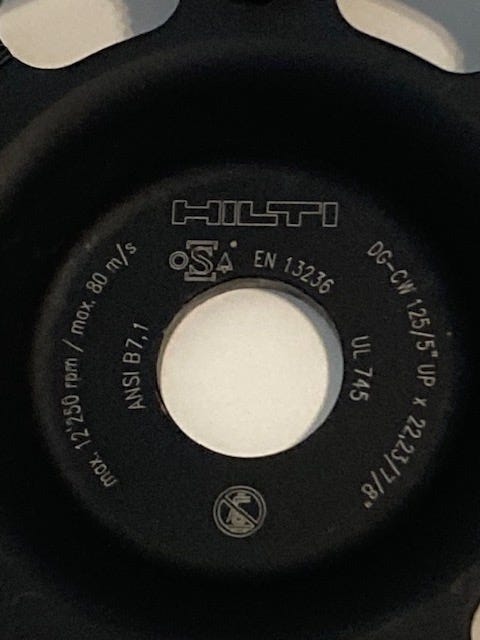 HILTI
OSA EN 13236
DG-CW 125/5" UP x 22,23/7/8"
max. 12'250 rpm / max. 80 m/s
ANSI B7,1
UL 745